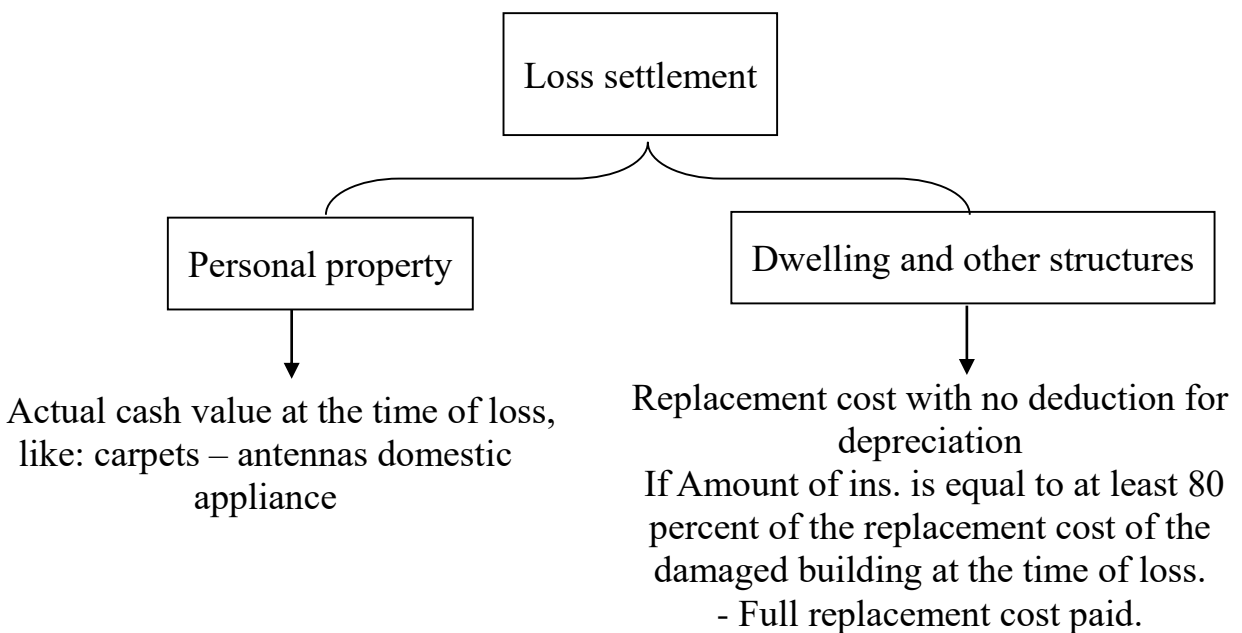 Loss settlement
Personal property
Dwelling and other structures
Actual cash value at the time of loss,
like: carpets – antennas domestic
appliance
Replacement cost with no deduction for
depreciation
If Amount of ins. is equal to at least 80
percent of the replacement cost of the
damaged building at the time of loss.
- Full replacement cost paid.